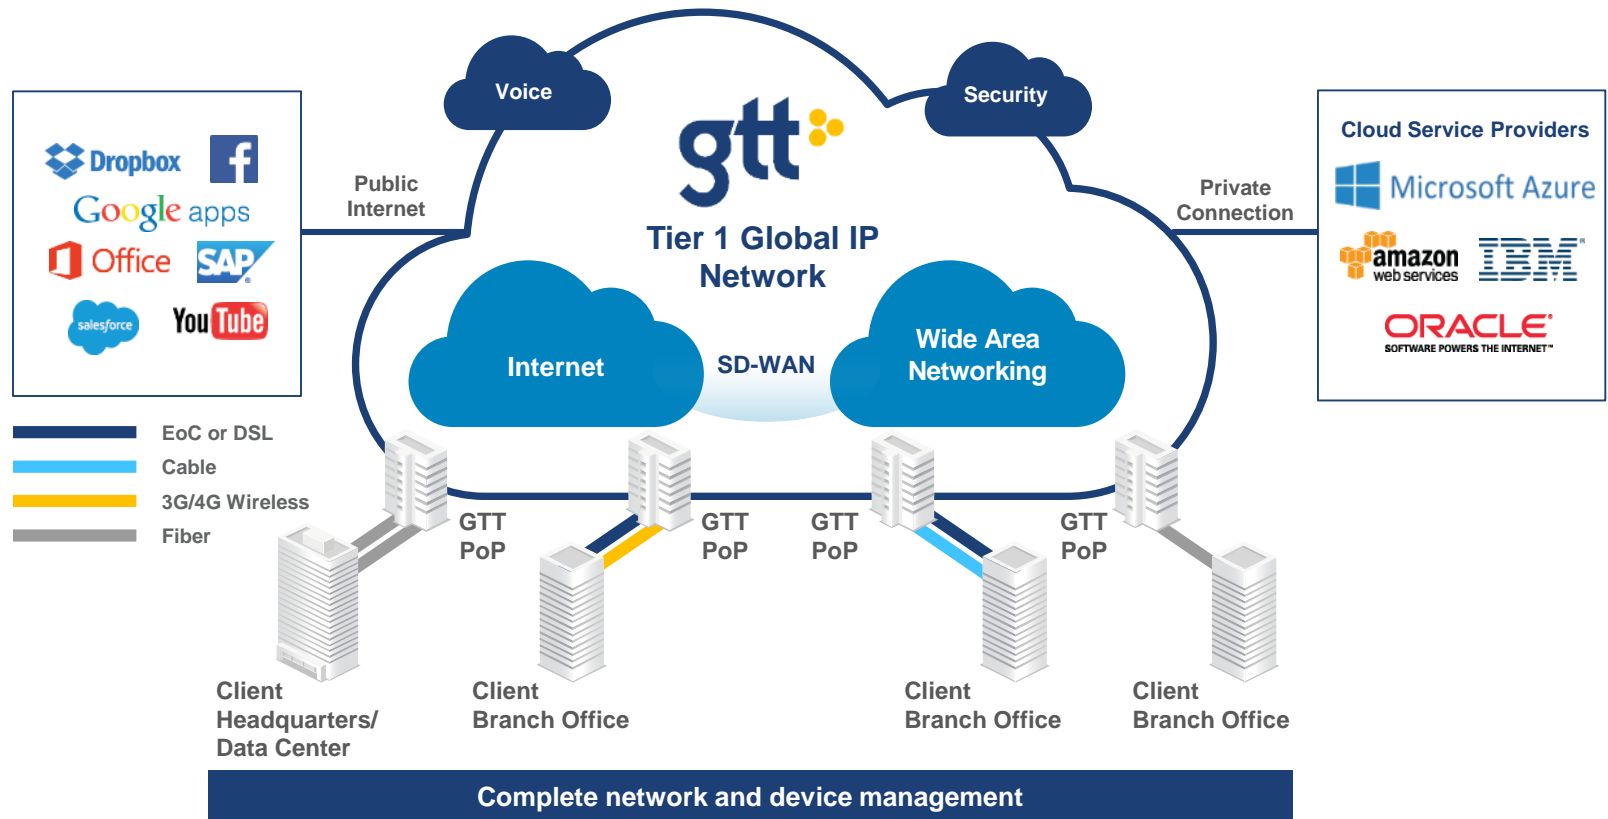 Voice
Security
gtt
Tier 1 Global IP
Network
Dropbox
f
Google apps
Office
SAP
®
salesforce
YouTube
Public
Internet
Private
Connection
Cloud Service Providers
Microsoft Azure
amazon
web services
IBM®
ORACLE®
SOFTWARE POWERS THE INTERNET™
Internet
SD-WAN
Wide Area
Networking
EoC or DSL
Cable
3G/4G Wireless
Fiber
GTT
PoP
GTT
PoP
GTT
PoP
GTT
PoP
Client
Headquarters/
Data Center
Client
Branch Office
Client
Branch Office
Client
Branch Office
Complete network and device management